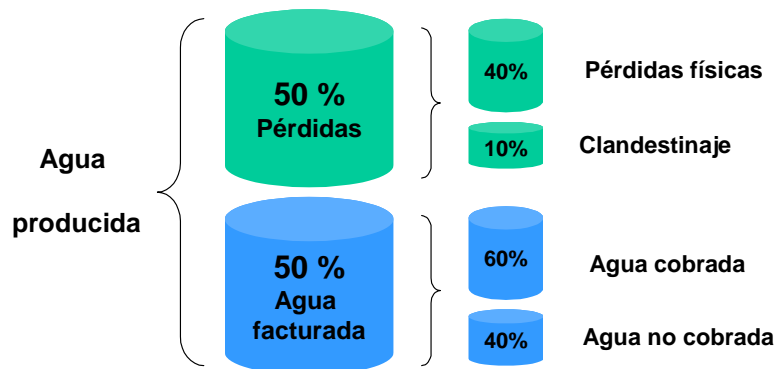 Agua
producida
50 %
Pérdidas
40%
Pérdidas físicas
10%
Clandestinaje
50 %
Agua
facturada
60%
Agua cobrada
40%
Agua no cobrada